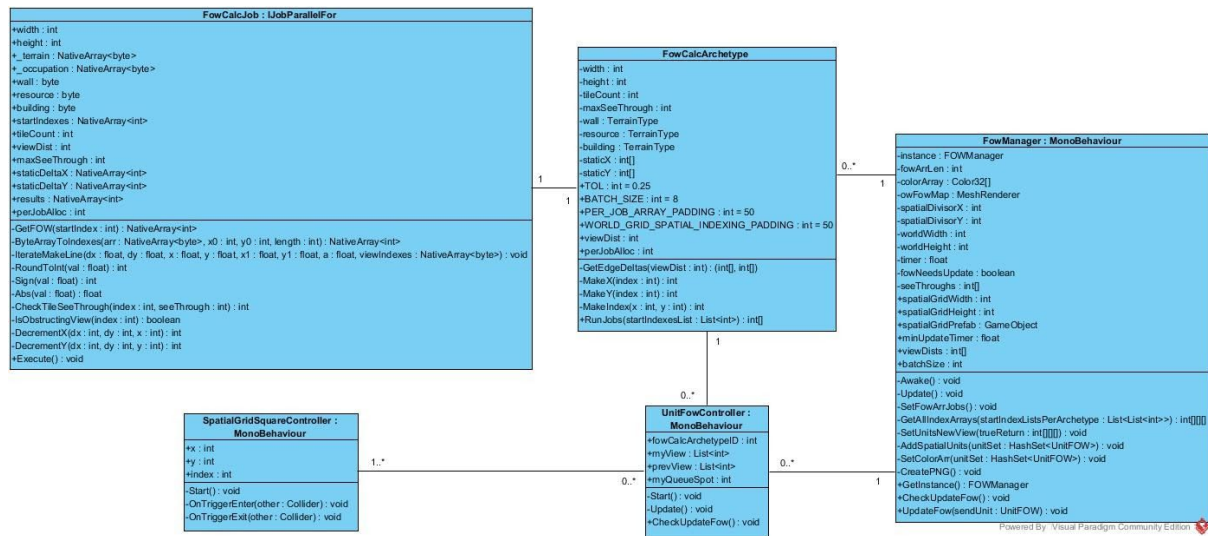 FowCalcJob : IJobParallelFor
+width : int
+height : int
+_terrain : NativeArray<byte>
+_occupation : NativeArray<byte>
+wall : byte
+resource : byte
+building : byte
+startIndexes : NativeArray<int>
+tileCount : int
+viewDist : int
+maxSeeThrough : int
+staticDeltaX : NativeArray<int>
+staticDeltaY : NativeArray<int>
+results : NativeArray<int>
+perJobAlloc : int
-GetFOW(startIndex : int) : NativeArray<int>
-ByteArrayToIndexes(arr : NativeArray<byte>, x0 : int, y0 : int, length : int) : NativeArray<int>
-IterateMakeLine(dx : float, dy : float, x : float, y : float, x1 : float, y1 : float, a : float, viewIndexes : NativeArray<byte>) : void
-RoundToInt(val : float) : int
-Sign(val : float) : int
-Abs(val : float) : float
-CheckTileSeeThrough(index : int, seeThrough : int) : int
-IsObstructingView(index : int) : boolean
-DecrementX(dx : int, dy : int, x : int) : int
-DecrementY(dx : int, dy : int, y : int) : int
+Execute() : void
1
1
FowCalcArchetype
-width : int
-height : int
-tileCount : int
-maxSeeThrough : int
-wall : TerrainType
-resource : TerrainType
-building : TerrainType
-staticX : int[]
-staticY : int[]
+TOL : int = 0.25
+BATCH_SIZE : int = 8
+PER_JOB_ARRAY_PADDING : int = 50
+WORLD_GRID_SPATIAL_INDEXING_PADDING : int = 50
+viewDist : int
+perJobAlloc : int
-GetEdgeDeltas(viewDist : int) : (int[], int[])
-MakeX(index : int) : int
-MakeY(index : int) : int
-MakeIndex(x : int, y : int) : int
+RunJobs(startIndexesList : List<int>) : int[]
0..*
1
FowManager : MonoBehaviour
-instance : FOWManager
-fowArrLen : int
-colorArray : Color32[]
-owFowMap : MeshRenderer
-spatialDivisorX : int
-spatialDivisorY : int
-worldWidth : int
-worldHeight : int
-timer : float
-fowNeedsUpdate : boolean
-seeThroughs : int[]
+spatialGridWidth : int
+spatialGridHeight : int
+spatialGridPrefab : GameObject
+minUpdateTimer : float
+viewDists : int[]
+batchSize : int
-Awake() : void
-Update() : void
-SetFowArrJobs() : void
-GetAllIndexArrays(startIndexListsPerArchetype : List<List<int>>) : int[][][]
-SetUnitsNewView(trueReturn : int[][][]) : void
-AddSpatialUnits(unitSet : HashSet<UnitFOW>) : void
-SetColorArr(unitSet : HashSet<UnitFOW>) : void
-CreatePNG() : void
+GetInstance() : FOWManager
+CheckUpdateFow() : void
+UpdateFow(sendUnit : UnitFOW) : void
1
0..*
SpatialGridSquareController :
MonoBehaviour
+x : int
+y : int
+index : int
-Start() : void
-OnTriggerEnter(other : Collider) : void
-OnTriggerExit(other : Collider) : void
1..*
0..*
UnitFowController :
MonoBehaviour
+fowCalcArchetypeID : int
+myView : List<int>
+prevView : List<int>
+myQueueSpot : int
-Start() : void
-Update() : void
+CheckUpdateFow() : void
0..*
1
Powered By Visual Paradigm Community Edition